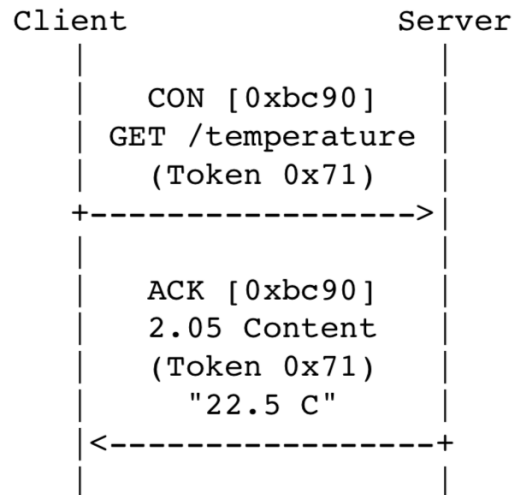 Client Server
CON [0xbc90]
GET /temperature
(Token 0x71)
ACK [0xbc90]
2.05 Content
(Token 0x71)
"22.5 C"